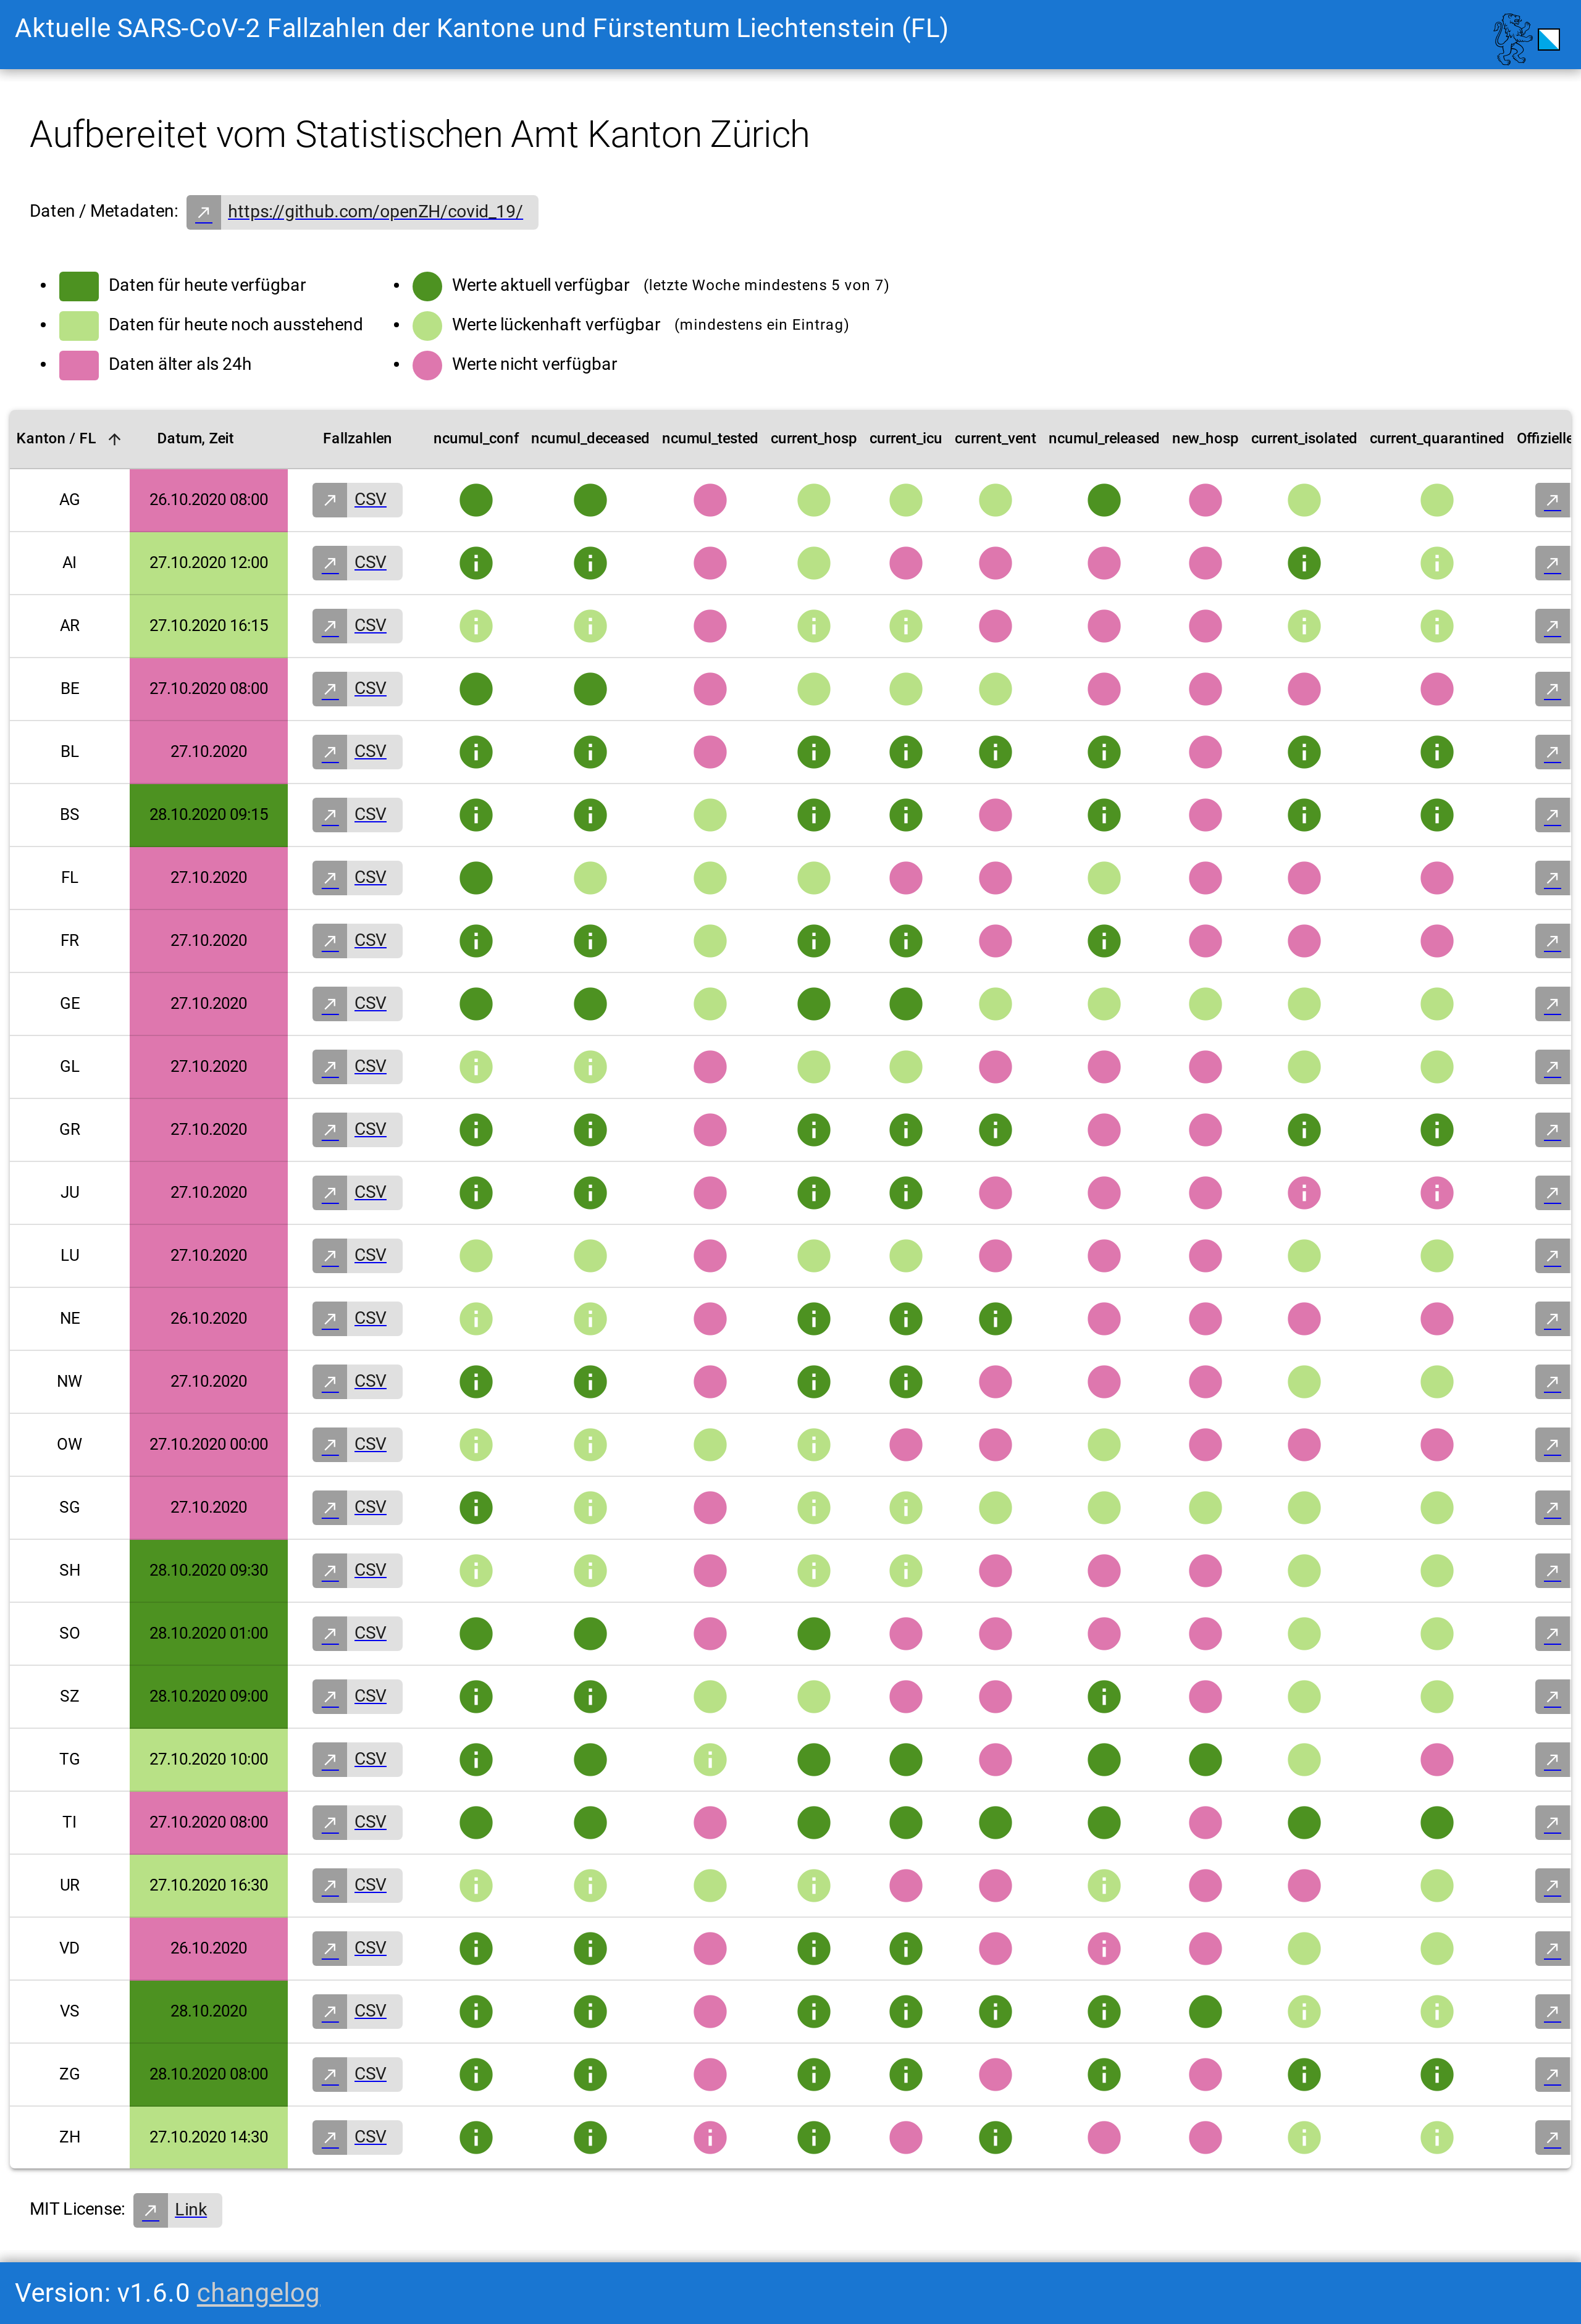 Aktuelle SARS-CoV-2 Fallzahlen der Kantone und Fürstentum Liechtenstein (FL)
Aufbereitet vom Statistischen Amt Kanton Zürich
Daten / Metadaten: https://github.com/openZH/covid_19/
Daten für heute verfügbar
Daten für heute noch ausstehend
Daten älter als 24h
Werte aktuell verfügbar (letzte Woche mindestens 5 von 7)
Werte lückenhaft verfügbar (mindestens ein Eintrag)
Werte nicht verfügbar
Kanton / FL Datum, Zeit Fallzahlen ncumul_conf ncumul_deceased ncumul_tested current_hosp current_icu current_vent ncumul_released new_hosp current_isolated current_quarantined Offizielle
AG 26.10.2020 08:00 CSV
AI 27.10.2020 12:00 CSV
AR 27.10.2020 16:15 CSV
BE 27.10.2020 08:00 CSV
BL 27.10.2020 CSV
BS 28.10.2020 09:15 CSV
FL 27.10.2020 CSV
FR 27.10.2020 CSV
GE 27.10.2020 CSV
GL 27.10.2020 CSV
GR 27.10.2020 CSV
JU 27.10.2020 CSV
LU 27.10.2020 CSV
NE 26.10.2020 CSV
NW 27.10.2020 CSV
OW 27.10.2020 00:00 CSV
SG 27.10.2020 CSV
SH 28.10.2020 09:30 CSV
SO 28.10.2020 01:00 CSV
SZ 28.10.2020 09:00 CSV
TG 27.10.2020 10:00 CSV
TI 27.10.2020 08:00 CSV
UR 27.10.2020 16:30 CSV
VD 26.10.2020 CSV
VS 28.10.2020 CSV
ZG 28.10.2020 08:00 CSV
ZH 27.10.2020 14:30 CSV
MIT License: Link
Version: v1.6.0 changelog